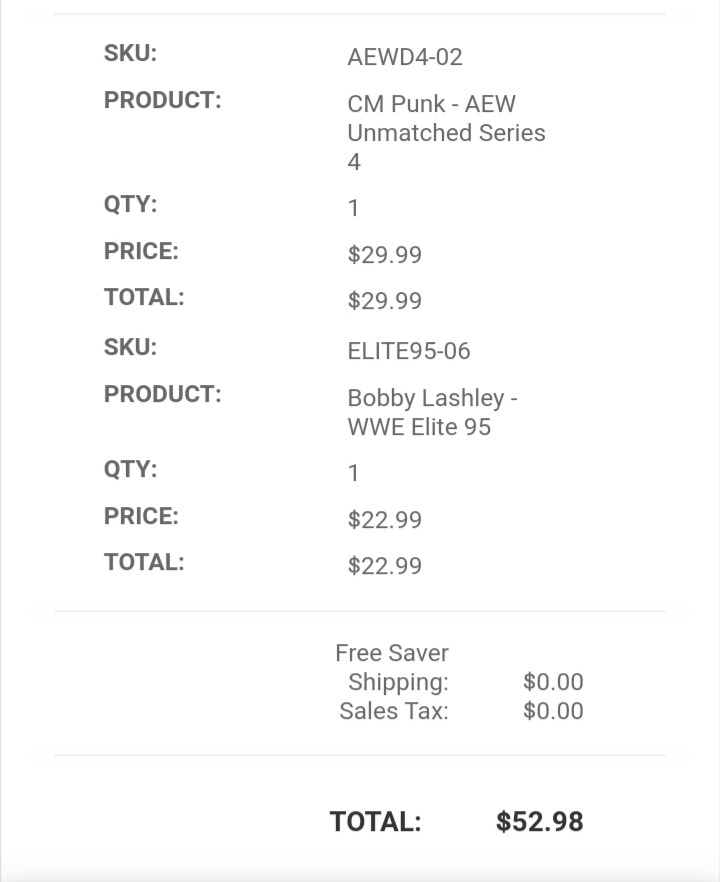 SKU: AEWD4-02
PRODUCT: CM Punk - AEW
Unmatched Series
4
QTY: 1
PRICE: $29.99
TOTAL: $29.99
SKU: ELITE95-06
PRODUCT: Bobby Lashley -
WWE Elite 95
QTY: 1
PRICE: $22.99
TOTAL: $22.99
Free Saver
Shipping: $0.00
Sales Tax: $0.00
TOTAL: $52.98